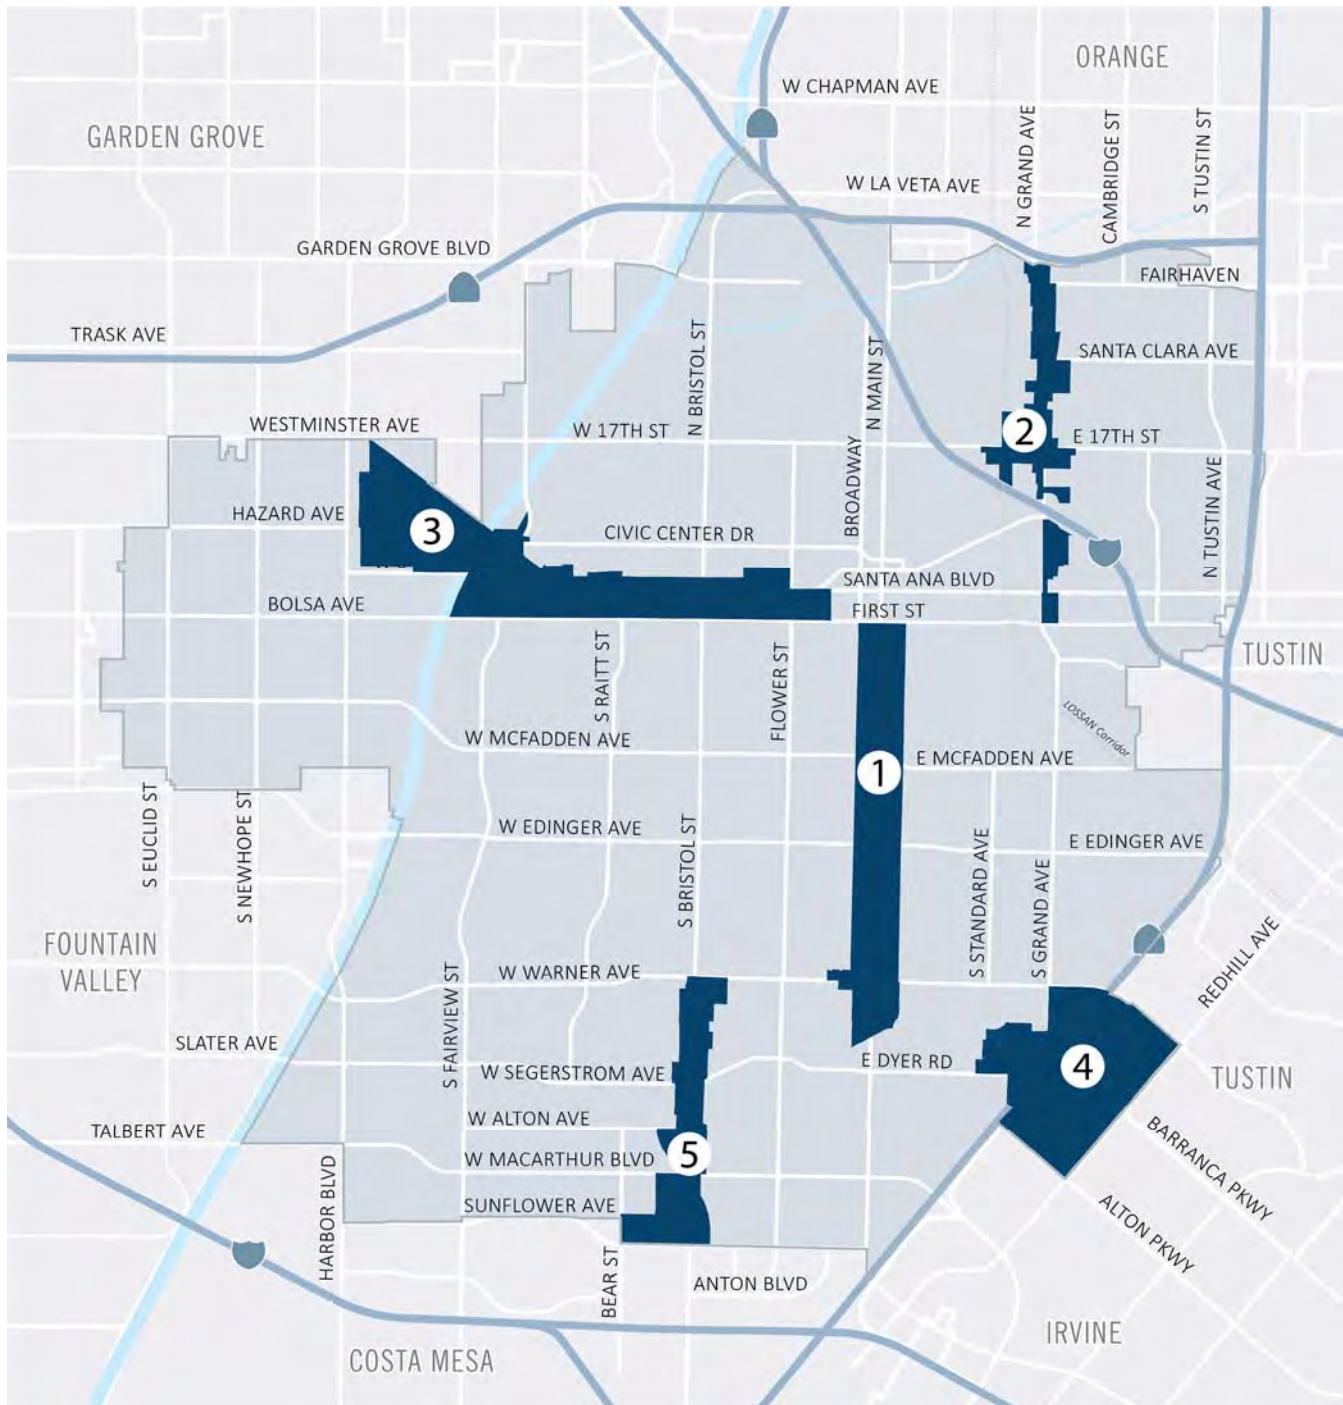 ORANGE
W CHAPMAN AVE
GARDEN GROVE
N GRAND AVE
CAMBRIDGE ST
S TUSTIN ST
W LA VETA AVE
GARDEN GROVE BLVD
FAIRHAVEN
TRASK AVE
N BRISTOL ST
N MAIN ST
SANTA CLARA AVE
WESTMINSTER AVE
W 17TH ST
2
E 17TH ST
BROADWAY
N TUSTIN AVE
HAZARD AVE
3
CIVIC CENTER DR
SANTA ANA BLVD
BOLSA AVE
FIRST ST
S RAITT ST
FLOWER ST
TUSTIN
LOSSAN Corridor
W MCFADDEN AVE
E MCFADDEN AVE
1
S EUCLID ST
S NEWHOPE ST
W EDINGER AVE
S BRISTOL ST
E EDINGER AVE
S STANDARD AVE
S GRAND AVE
FOUNTAIN
VALLEY
REDHILL AVE
W WARNER AVE
S FAIRVIEW ST
SLATER AVE
W SEGERSTROM AVE
E DYER RD
4
TUSTIN
W ALTON AVE
TALBERT AVE
5
W MACARTHUR BLVD
BARRANCA PKWY
SUNFLOWER AVE
HARBOR BLVD
ALTON PKWY
BEAR ST
ANTON BLVD
IRVINE
COSTA MESA